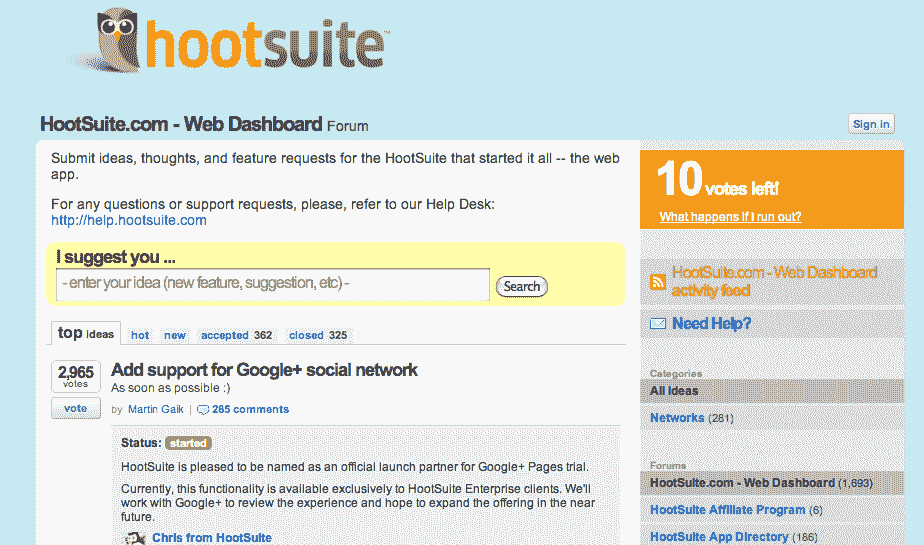 hootsuite™
HootSuite.com - Web Dashboard Forum
Sign in
Submit ideas, thoughts, and feature requests for the HootSuite that started it all -- the web
app.
For any questions or support requests, please, refer to our Help Desk:
http://help.hootsuite.com
I suggest you ...
- enter your idea (new feature, suggestion, etc) -
Search
top ideas
hot
new
accepted 362
closed 325
2,965
votes
vote
Add support for Google+ social network
As soon as possible :)
by Martin Gaik | 265 comments
Status: started
HootSuite is pleased to be named as an official launch partner for Google+ Pages trial.
Currently, this functionality is available exclusively to HootSuite Enterprise clients. We'll
work with Google+ to review the experience and hope to expand the offering in the near
future.
Chris from HootSuite
10 votes left!
What happens if I run out?
HootSuite.com - Web Dashboard
activity feed
Need Help?
Categories
All Ideas
Networks (281)
Forums
HootSuite.com - Web Dashboard (1,693)
HootSuite Affiliate Program (6)
HootSuite App Directory (186)